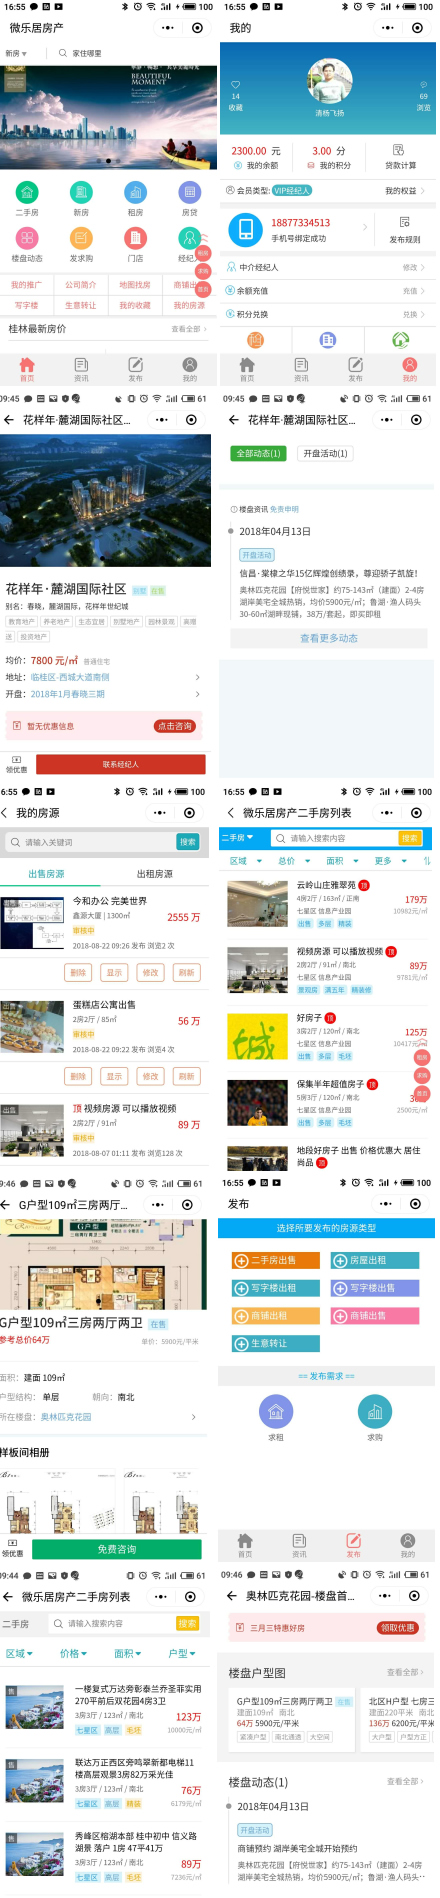 16:55 100
微乐居房产
新房 家住哪里
BEAUTIFUL
MOMENT
二手房 新房 租房 房贷
楼盘动态 发求购 门店 经纪人
租房
求购
首页
我的推广 公司简介 地图找房
写字楼 生意转让 我的收藏 我的房源
桂林最新房价 查看全部
首页 资讯 发布 我的
16:55 100
我的
14 69
收藏 浏览
清杨飞扬
2300.00 元 3.00 分
我的余额 我的积分 贷款计算
会员类型: VIP经纪人 我的权益
18877334513
手机号绑定成功 发布规则
中介经纪人 修改
余额充值 充值
积分兑换 兑换
首页 资讯 发布 我的
09:45 61
花样年·麓湖国际社区...
花样年·麓湖国际社区 别墅 在售
别名：春晓，麓湖国际，花样年世纪城
教育地产 养老地产 生态宜居 别墅地产 园林景观
投资地产
均价：7800 元/㎡ 普通住宅
地址：临桂区-西城大道南侧
开盘：2018年1月春晓三期
暂无优惠信息 点击咨询
领优惠 联系经纪人
09:45 61
花样年·麓湖国际社区...
全部动态(1) 开盘活动(1)
楼盘资讯 免责申明
2018年04月13日
开盘活动
信昌·棠棣之华15亿辉煌创绩录，尊迎骄子凯旋！
奥林匹克花园【府悦世家】约75-143㎡（建面）2-4房
湖岸美宅全城热销，均价5900元/㎡；鲁湖·渔人码头
30-60㎡湖畔现铺，38万/套起，即买即租
查看更多动态
6:55 100
我的房源
请输入关键词 搜索
出售房源 出租房源
今和办公 完美世界
鑫源大厦 | 1300㎡ 2555 万
审核中
2018-08-22 09:26 发布 浏览2 次
删除 显示 修改 刷新
出售
蛋糕店公寓出售
2房2厅 / 85㎡ 56 万
审核中
2018-08-22 09:22 发布 浏览4 次
删除 显示 修改 刷新
出售
顶 视频房源 可以播放视频
2房2厅 / 91㎡ 89 万
审核中
2018-08-07 01:11 发布 浏览128 次
16:55 100
微乐居房产二手房列表
二手房 请输入搜索内容 搜索
区域 总价 面积 更多
云岭山庄雅翠苑 顶
4房2厅 / 163㎡ / 正南 179万
七星区 信息产业园 10982元/㎡
出售 多层 精装
视频房源 可以播放视频 顶
2房2厅 / 91㎡ / 南北 89万
七星区 信息产业园 9781元/㎡
景观房 满五年 精装修
好房子 顶
3房2厅 / 120㎡ / 南北 125万
七星区 信息产业园 10417元/㎡
出售 多层 毛坯
租房
求购
首页
保集半年超值房子 顶
5房3厅 / 120㎡ / 南北
七星区 信息产业园 2500元/㎡
出售 多层 毛坯
地段好房子 出售 价格优惠大 居住
尚品 顶
9:46 61
G户型109㎡三房两厅...
G户型
G户型109㎡三房两厅两卫 在售
参考总价64万 单价：5900元/平米
面积：建面 109㎡
户型结构：单层 朝向：南北
所在楼盘：奥林匹克花园
样板间相册
领优惠 免费咨询
16:55 100
发布
选择所要发布的房源类型
二手房出售 房屋出租
写字楼出租 写字楼出售
商铺出租 商铺出售
生意转让
== 发布需求 ==
求租 求购
首页 资讯 发布 我的
09:44 61
微乐居房产二手房列表
二手房 请输入搜索内容 搜索
区域 价格 面积 户型
售
一楼复式万达旁彰泰兰乔圣菲实用
270平前后双花园4房3卫
3房3厅 / 123㎡ / 南北 123万
七星区 高层 毛坯 10000元/㎡
售
联达万正西区旁鸣翠新都电梯11
楼高层观景3房82万采光佳
3房3厅 / 123㎡ / 南北 76万
七星区 高层 精装 6179元/㎡
售
秀峰区榕湖本部 桂中初中 信义路
湖景 落户 1房 47平41万
3房3厅 / 123㎡ / 南北 89万
七星区 高层 毛坯 7236元/㎡
09:46 61
奥林匹克花园-楼盘首...
三月三特惠好房 领取优惠
楼盘户型图 查看全部
G户型109㎡三房两厅两卫 在售
建面109㎡ 南北
64万 5900元/平米
紧凑户型 南北通透 大空间
北区H户型 七房三
建面220平米 南北
136万 6200元/平
大户型 户型方正
楼盘动态(1) 查看全部
2018年04月13日
开盘活动
商铺预约 湖岸美宅全城开始预约
奥林匹克花园【府悦世家】约75-143㎡（建面）2-4房
湖岸美宅全城热销，均价5900元/㎡；鲁湖·渔人码头···